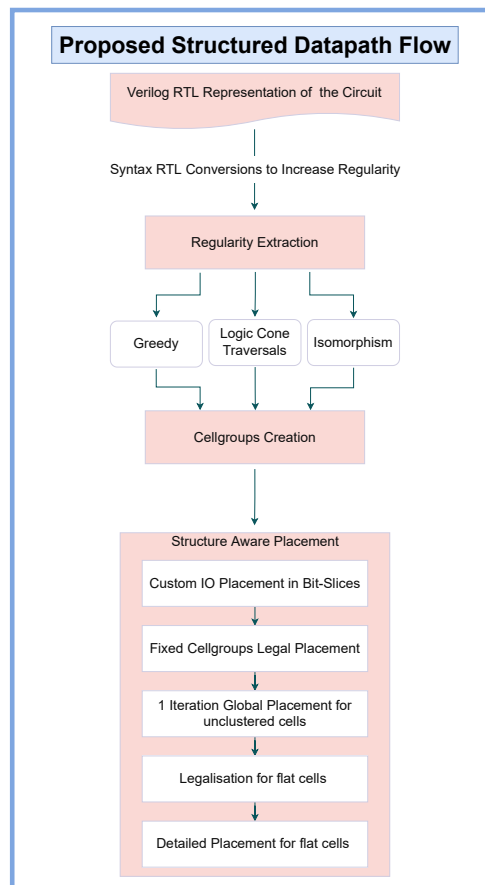 Proposed Structured Datapath Flow
Verilog RTL Representation of the Circuit
Syntax RTL Conversions to Increase Regularity
Regularity Extraction
Greedy
Logic Cone
Traversals
Isomorphism
Cellgroups Creation
Structure Aware Placement
Custom IO Placement in Bit-Slices
Fixed Cellgroups Legal Placement
1 Iteration Global Placement for
unclustered cells
Legalisation for flat cells
Detailed Placement for flat cells